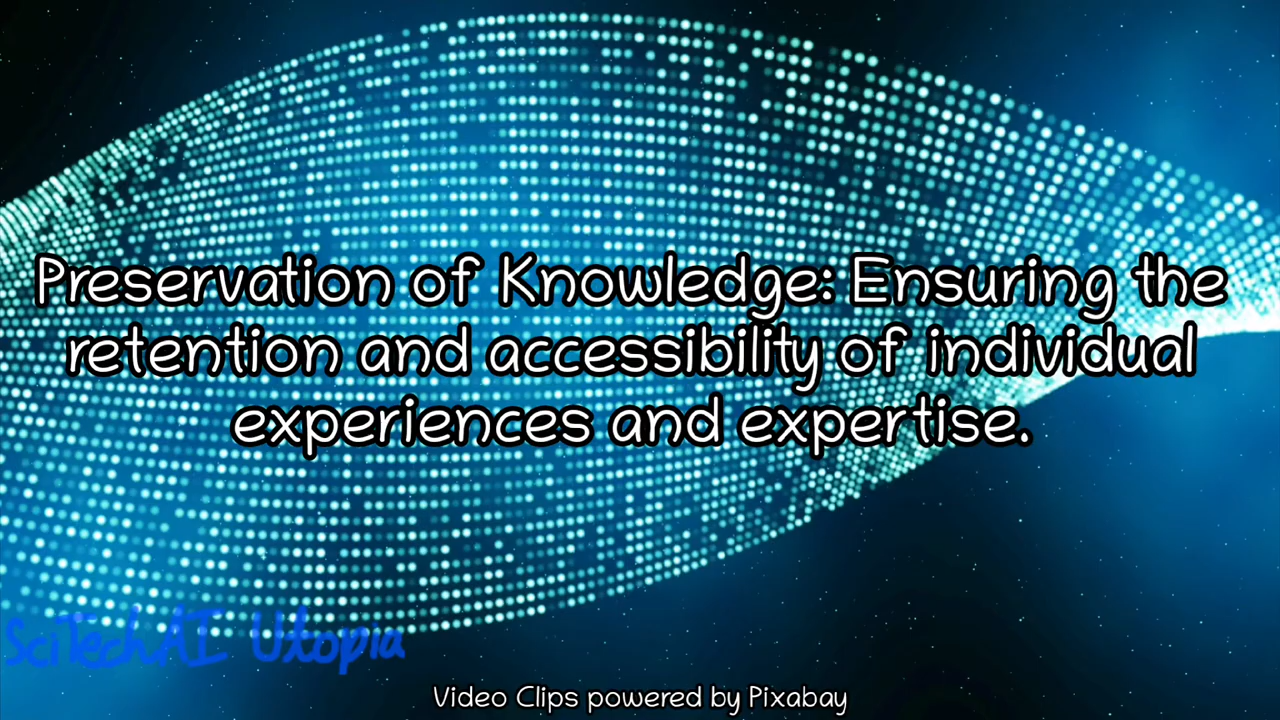 Preservation of Knowledge: Ensuring the
retention and accessibility of individual
experiences and expertise.
SciTechAI Utopia
Video Clips powered by Pixabay